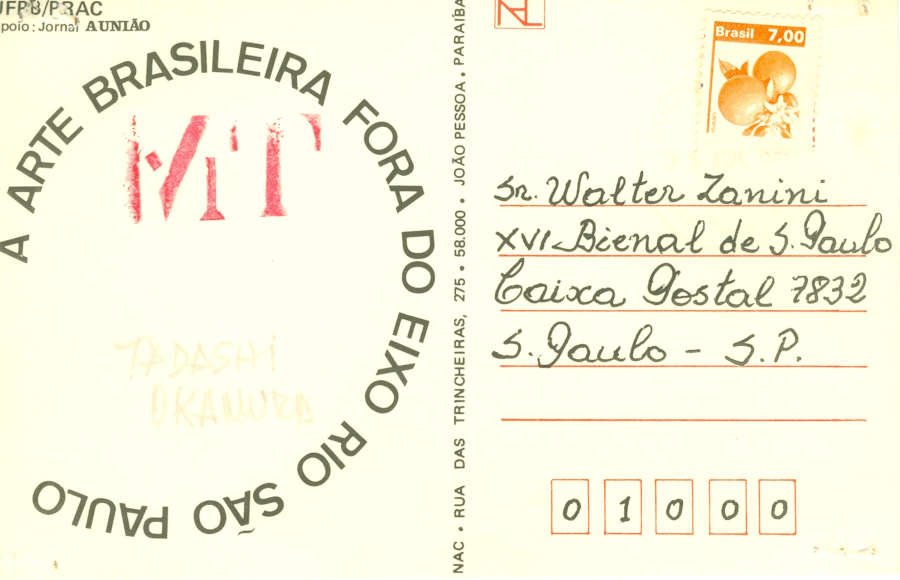 UFPB/PRAC
Apoio: Jornal A UNIÃO
A ARTE BRASILEIRA FORA DO EIXO RIO SÃO PAULO
MT
TADASHI
NAC • RUA DAS TRINCHEIRAS, 275 • 58.000 • JOÃO PESSOA • PARAÍBA
Brasil 7,00
Sr. Walter Zanini
XVI Bienal de S. Paulo
Caixa Postal 7832
S. Paulo - S.P.
01000